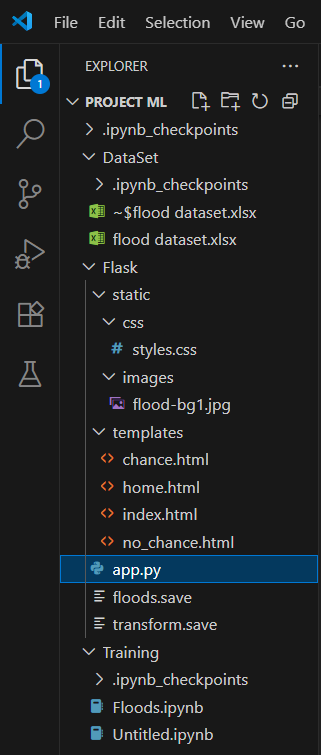 File Edit Selection View Go
EXPLORER ...
1
PROJECT ML
.ipynb_checkpoints
DataSet
.ipynb_checkpoints
~$flood dataset.xlsx
flood dataset.xlsx
Flask
static
css
# styles.css
images
flood-bg1.jpg
templates
<> chance.html
<> home.html
<> index.html
<> no_chance.html
app.py
floods.save
transform.save
Training
.ipynb_checkpoints
Floods.ipynb
Untitled.ipynb